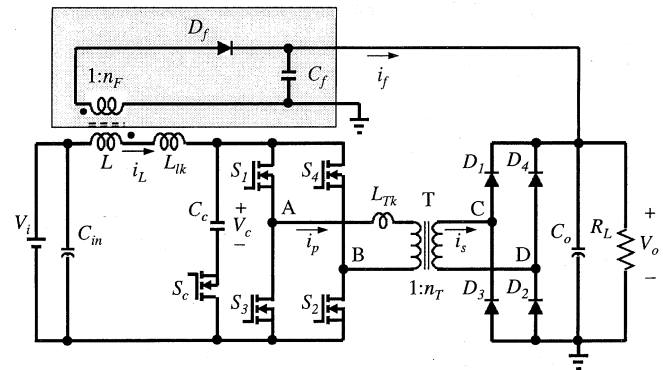 D_f
1:n_F
C_f
i_f
L
i_L
L_lk
S_1
S_4
L_Tk
T
D_1
D_4
V_i
C_in
C_c
+
V_c
–
A
i_p
B
i_s
C
D
C_o
R_L
+
V_o
–
S_c
S_3
S_2
1:n_T
D_3
D_2